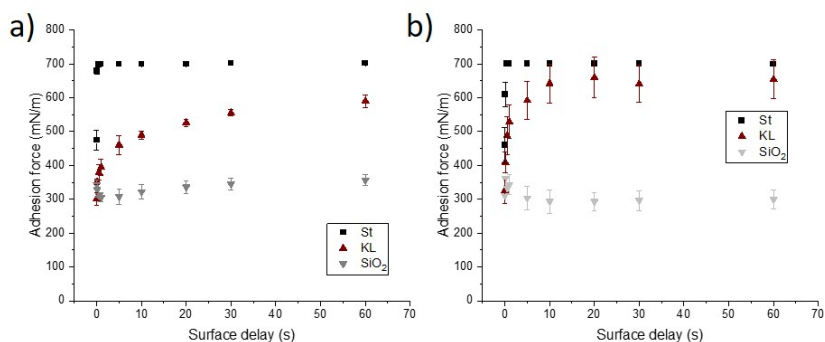 a)
Adhesion force (mN/m)
800
700
600
500
400
300
200
100
0
St
KL
SiO₂
0 10 20 30 40 50 60 70
Surface delay (s)
b)
Adhesion force (mN/m)
800
700
600
500
400
300
200
100
0
St
KL
SiO₂
0 10 20 30 40 50 60 70
Surface delay (s)